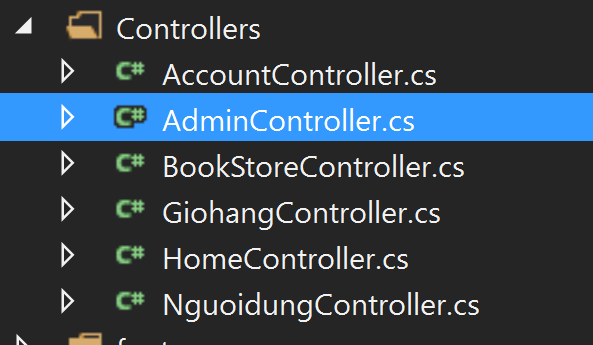 Controllers
C# AccountController.cs
C# AdminController.cs
C# BookStoreController.cs
C# GiohangController.cs
C# HomeController.cs
C# NguoidungController.cs